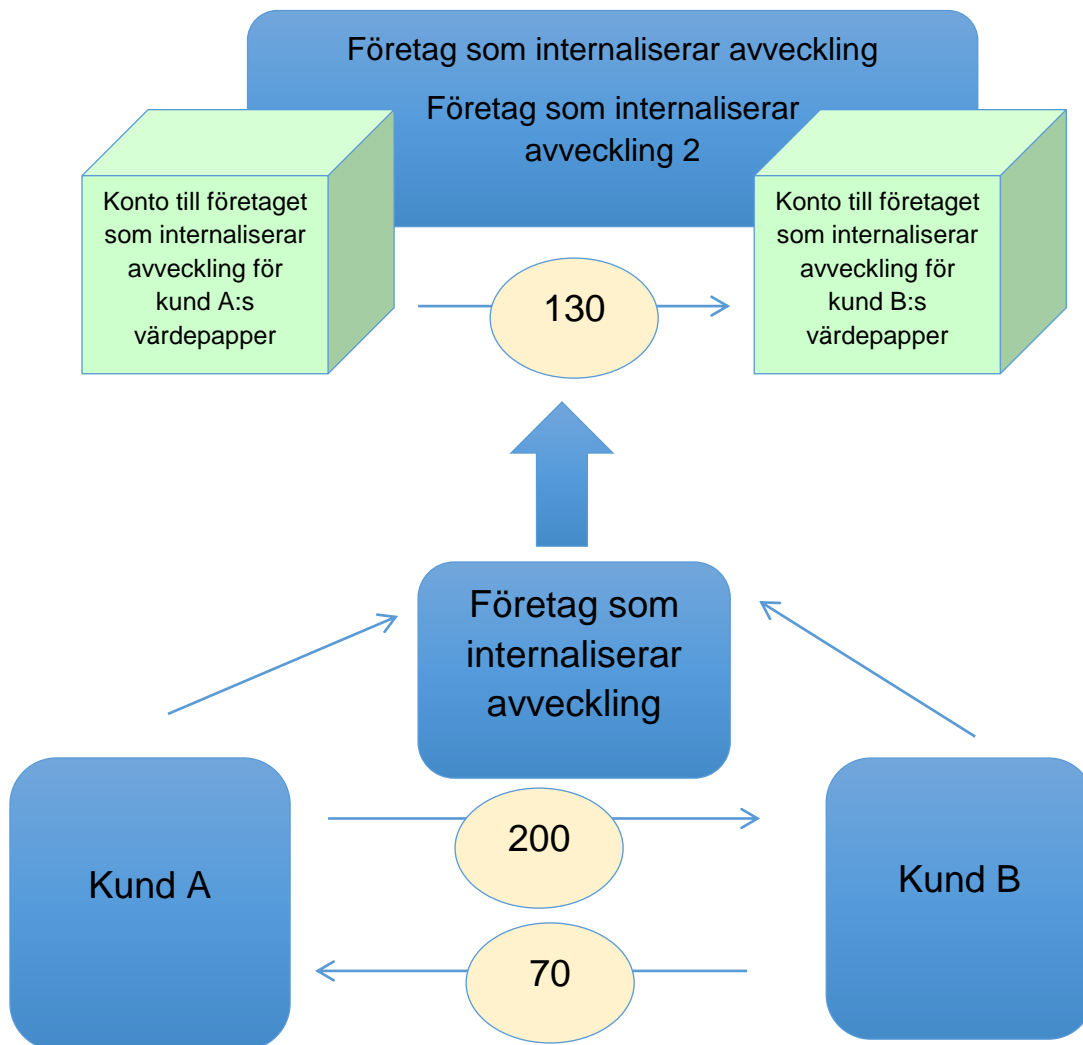 Företag som internaliserar avveckling
Företag som internaliserar
avveckling 2
Konto till företaget
som internaliserar
avveckling för
kund A:s
värdepapper
130
Konto till företaget
som internaliserar
avveckling för
kund B:s
värdepapper
Företag som
internaliserar
avveckling
Kund A
200
70
Kund B